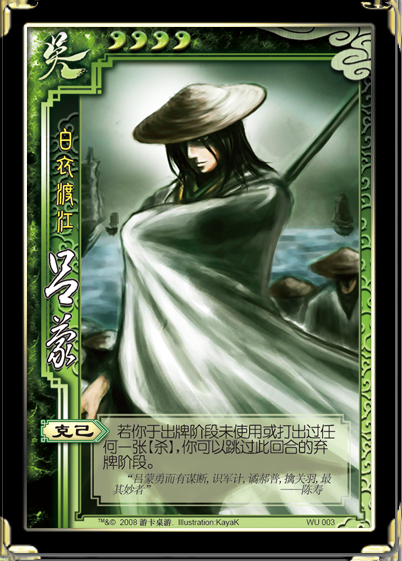 吴
白衣渡江
吕蒙
克己
若你于出牌阶段未使用或打出过任
何一张【杀】,你可以跳过此回合的弃
牌阶段。
“吕蒙勇而有谋断, 识军计, 谲郝普, 擒关羽, 最
其妙者”
——陈寿
™&© 2008 游卡桌游. Illustration:KayaK
WU 003